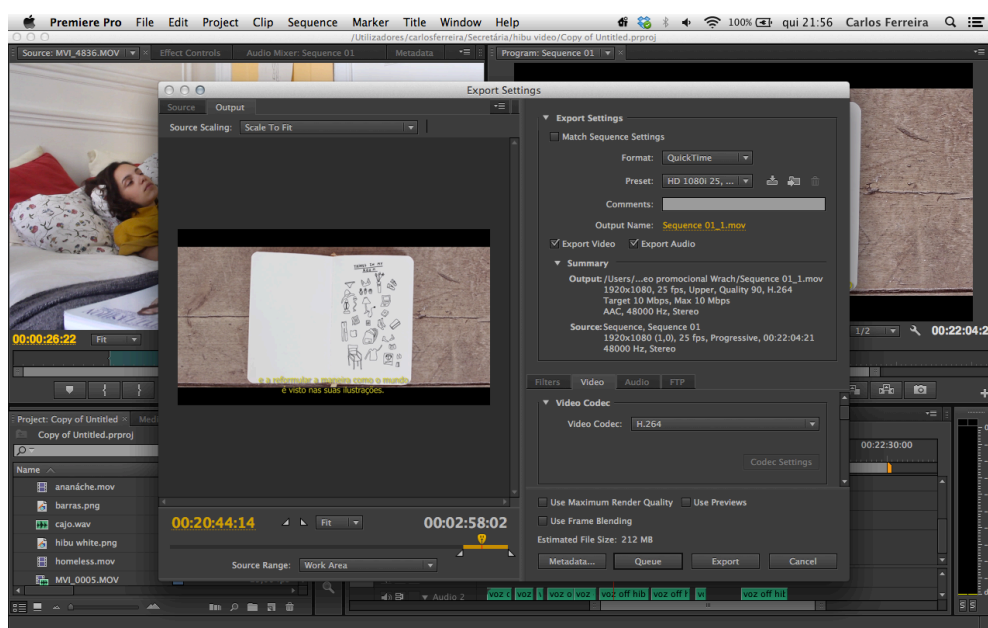 Premiere Pro File Edit Project Clip Sequence Marker Title Window Help 100% qui 21:56 Carlos Ferreira
/Utilizadores/carlosferreira/Secretária/hibu video/Copy of Untitled.prproj
Source: MVI_4836.MOV Effect Controls Audio Mixer: Sequence 01 Metadata Program: Sequence 01
Export Settings
Source Output
Source Scaling: Scale To Fit
Export Settings
Match Sequence Settings
Format: QuickTime
Preset: HD 1080i 25, ...
Comments:
Output Name: Sequence 01_1.mov
Export Video Export Audio
Summary
Output: /Users/...eo promocional Wrach/Sequence 01_1.mov
1920x1080, 25 fps, Upper, Quality 90, H.264
Target 10 Mbps, Max 10 Mbps
AAC, 48000 Hz, Stereo
Source: Sequence, Sequence 01
1920x1080 (1,0), 25 fps, Progressive, 00:22:04:21
48000 Hz, Stereo
e a reformular a maneira como o mundo
é visto nas suas ilustrações.
00:00:26:22 Fit
1/2 00:22:04:2
Filters Video Audio FTP
Video Codec
Video Codec: H.264
Codec Settings
Project: Copy of Untitled
Copy of Untitled.prproj
Name
ananáche.mov
barras.png
cajo.wav
hibu white.png
homeless.mov
MVI_0005.MOV
00:22:30:00
00:20:44:14 Fit 00:02:58:02
Source Range: Work Area
Use Maximum Render Quality Use Previews
Use Frame Blending
Estimated File Size: 212 MB
Metadata... Queue Export Cancel
Audio 2 voz voz voz o voz voz off hib voz off voz off hib
S S